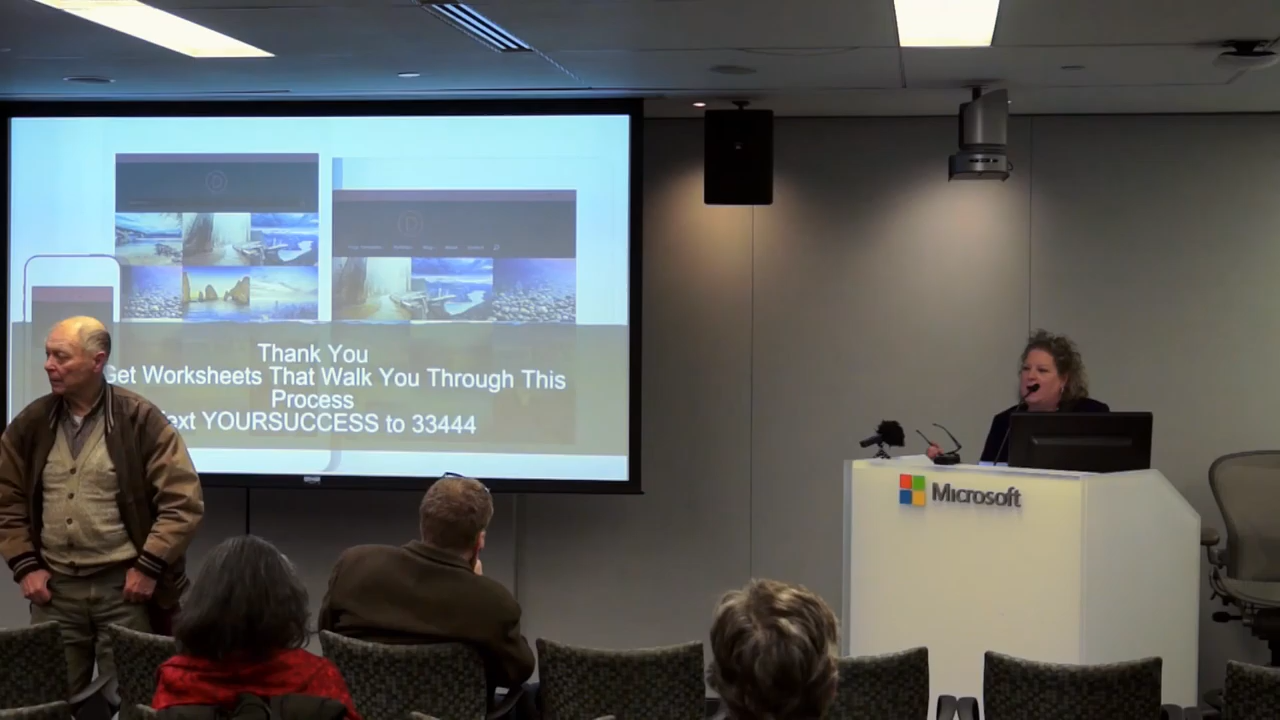 Thank You
Get Worksheets That Walk You Through This
Process
ext YOURSUCCESS to 33444
Microsoft